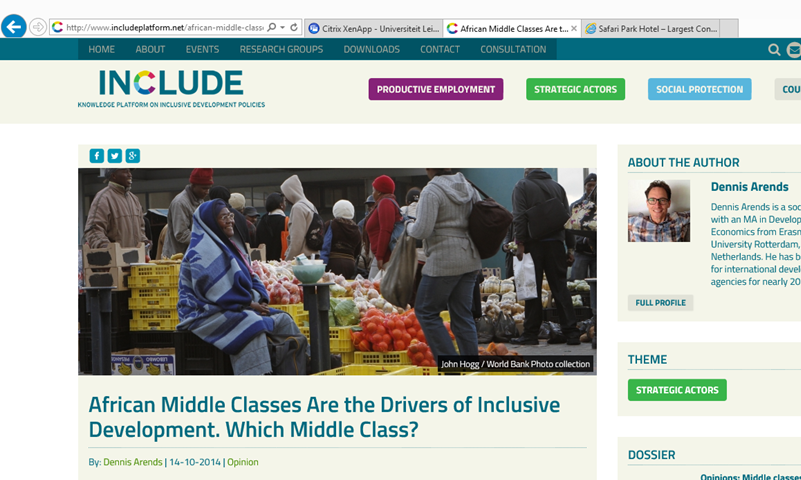 http://www.includeplatform.net/african-middle-class
Citrix XenApp - Universiteit Lei...
African Middle Classes Are t...
Safari Park Hotel – Largest Con...
HOME ABOUT EVENTS RESEARCH GROUPS DOWNLOADS CONTACT CONSULTATION
INCLUDE
KNOWLEDGE PLATFORM ON INCLUSIVE DEVELOPMENT POLICIES
PRODUCTIVE EMPLOYMENT
STRATEGIC ACTORS
SOCIAL PROTECTION
COU
John Hogg / World Bank Photo collection
African Middle Classes Are the Drivers of Inclusive
Development. Which Middle Class?
By: Dennis Arends | 14-10-2014 | Opinion
ABOUT THE AUTHOR
Dennis Arends
Dennis Arends is a soc
with an MA in Develop
Economics from Erasm
University Rotterdam,
Netherlands. He has b
for international devel
agencies for nearly 20
FULL PROFILE
THEME
STRATEGIC ACTORS
DOSSIER
Opinions: Middle classes